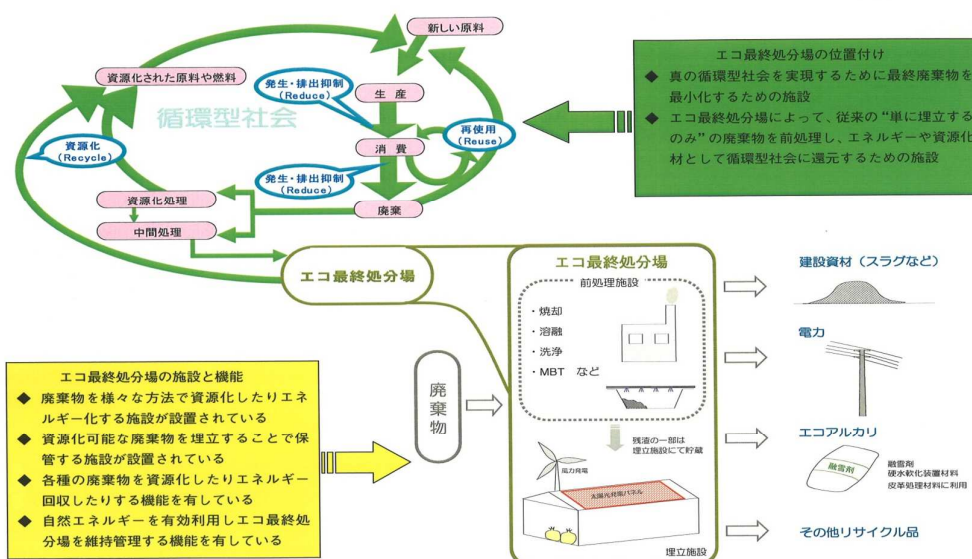 新しい原料
資源化された原料や燃料
循環型社会
発生・排出抑制
(Reduce)
生 産
再使用
(Reuse)
資源化
(Recycle)
消 費
発生・排出抑制
(Reduce)
資源化処理
廃棄
中間処理
エコ最終処分場の位置付け
◆ 真の循環型社会を実現するために最終廃棄物を
最小化するための施設
◆ エコ最終処分場によって、従来の“単に埋立する
のみ”の廃棄物を前処理し、エネルギーや資源化
材として循環型社会に還元するための施設
エコ最終処分場
エコ最終処分場
前処理施設
・焼却
・溶融
・洗浄
・MBT など
残渣の一部は
埋立施設にて貯蔵
風力発電
太陽光発電パネル
埋立施設
廃棄物
建設資材（スラグなど）
電力
エコアルカリ
融雪剤
融雪剤
硬水軟化装置材料
皮革処理材料に利用
その他リサイクル品
エコ最終処分場の施設と機能
◆ 廃棄物を様々な方法で資源化したりエネ
ルギー化する施設が設置されている
◆ 資源化可能な廃棄物を埋立することで保
管する施設が設置されている
◆ 各種の廃棄物を資源化したりエネルギー
回収したりする機能を有している
◆ 自然エネルギーを有効利用しエコ最終処
分場を維持管理する機能を有している